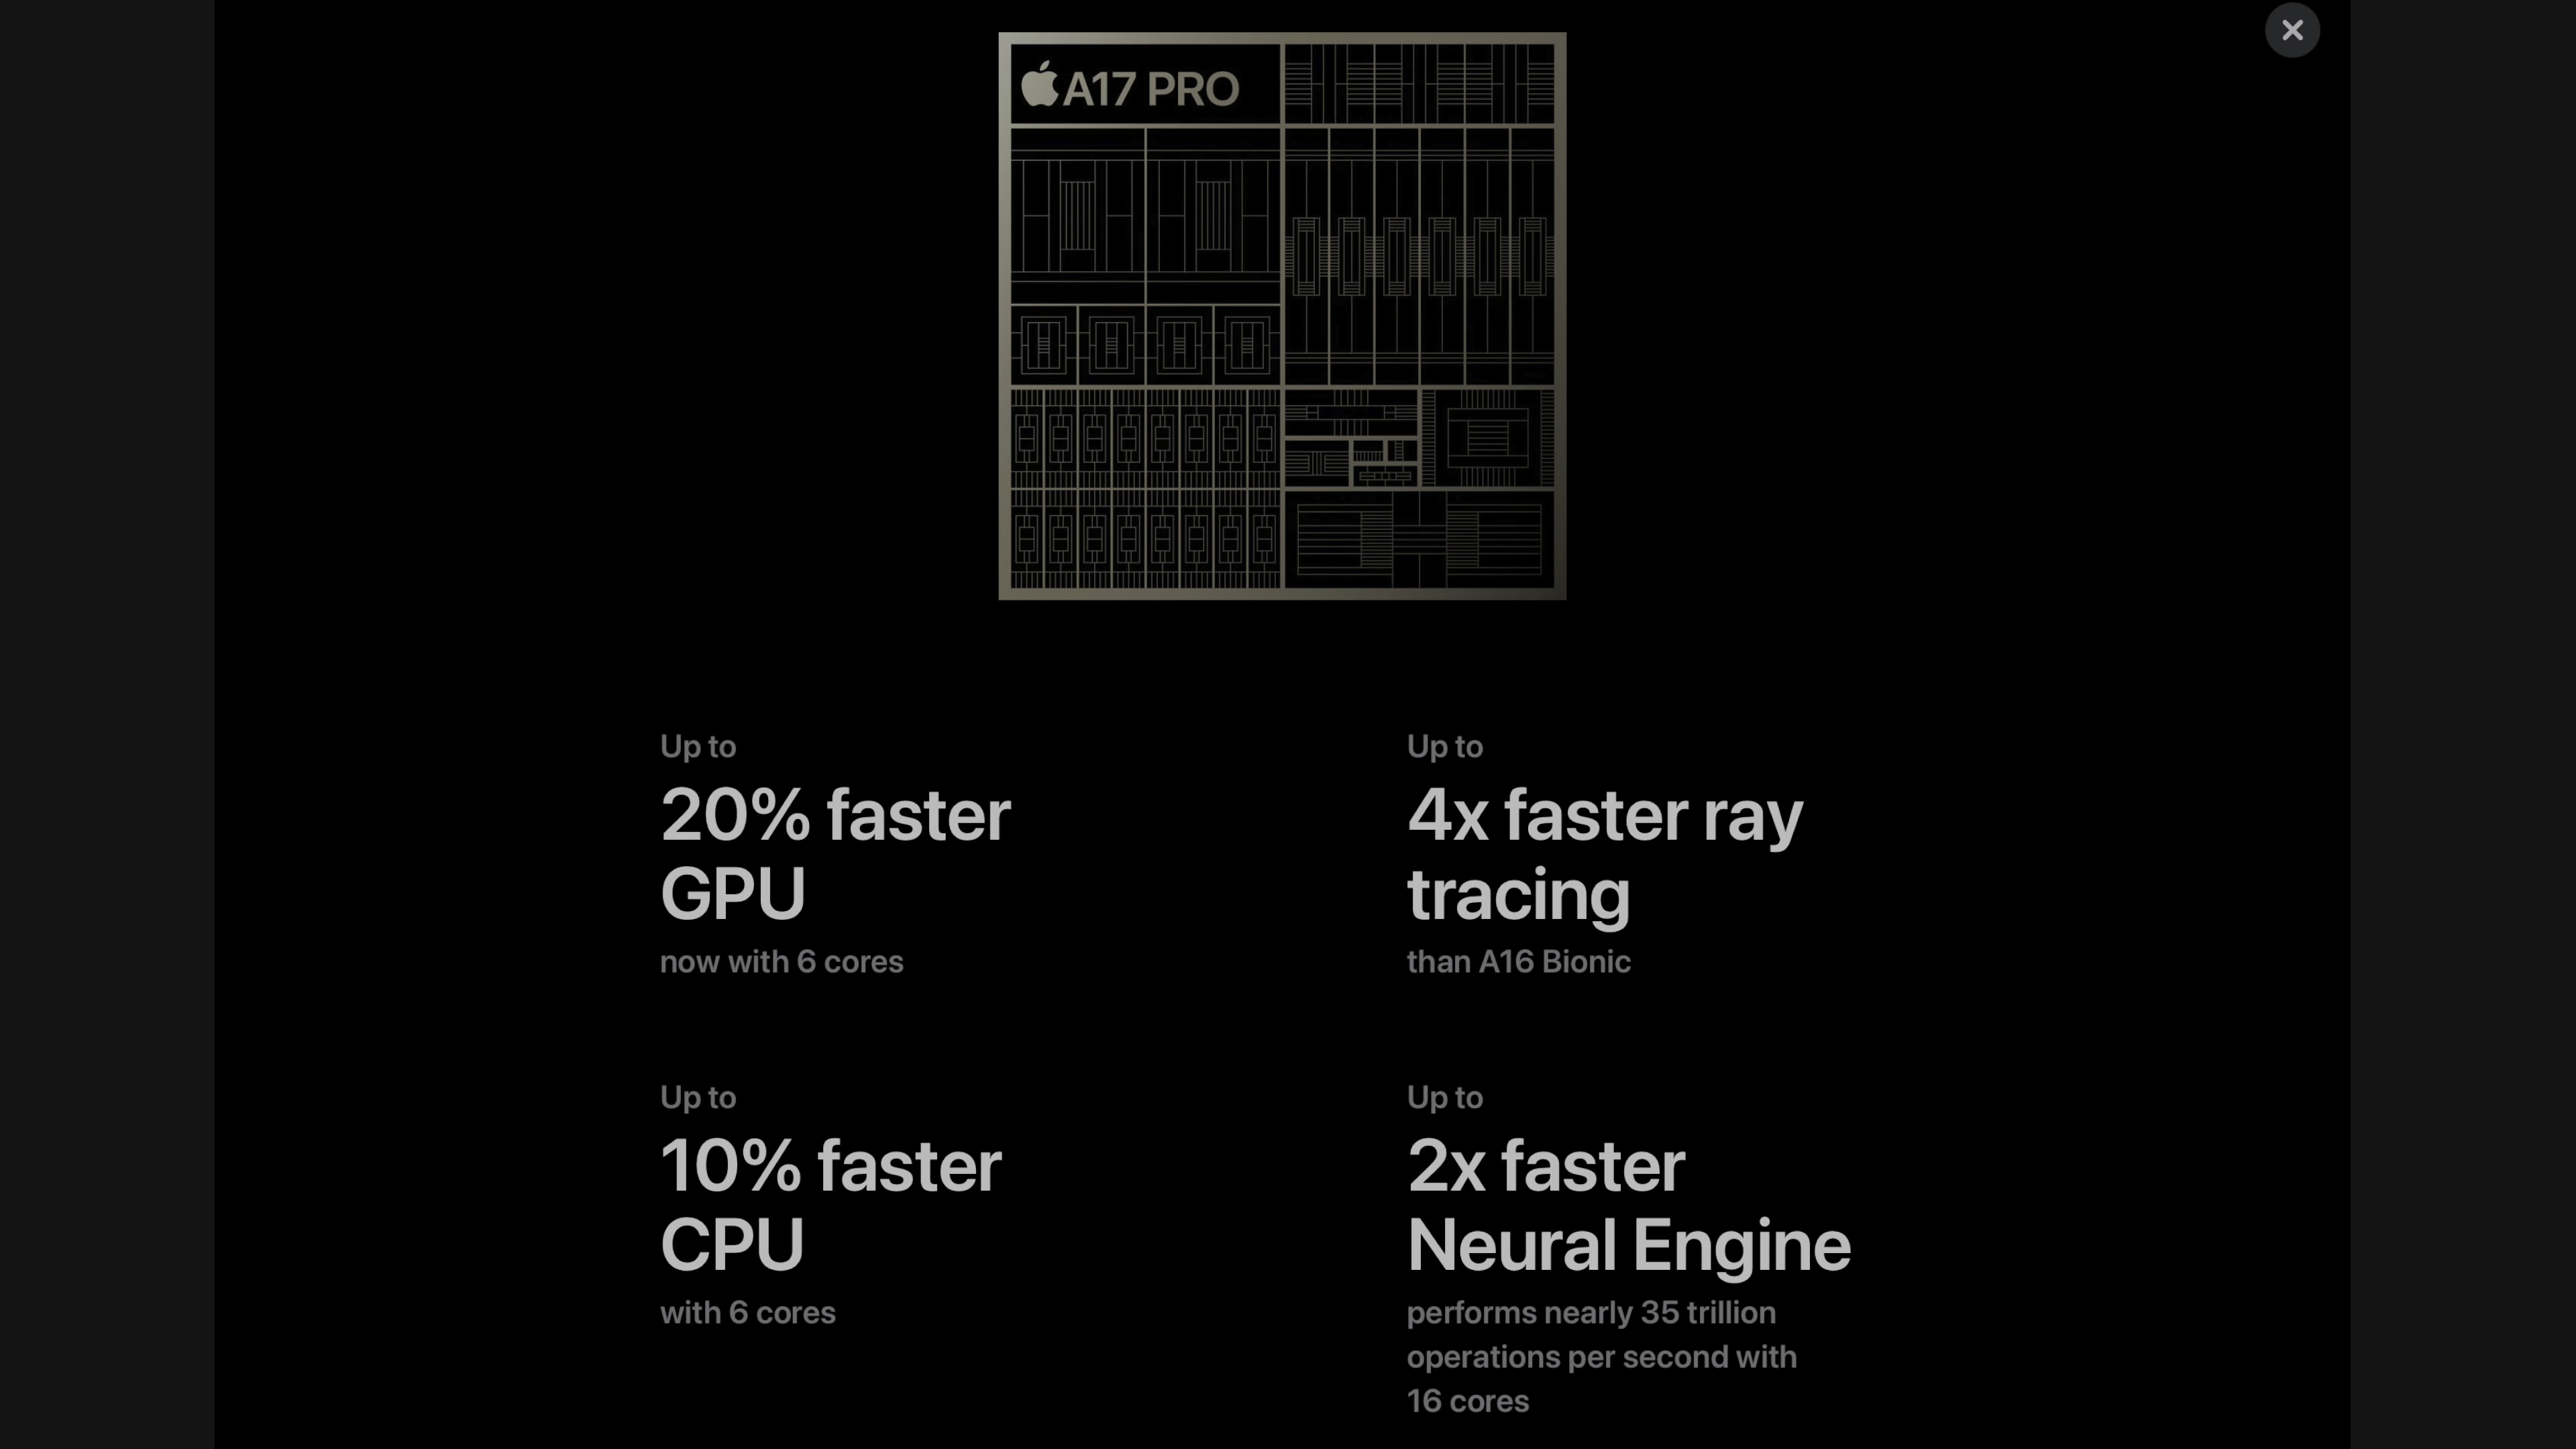 A17 PRO
Up to
20% faster
GPU
now with 6 cores
Up to
4x faster ray
tracing
than A16 Bionic
Up to
10% faster
CPU
with 6 cores
Up to
2x faster
Neural Engine
performs nearly 35 trillion
operations per second with
16 cores